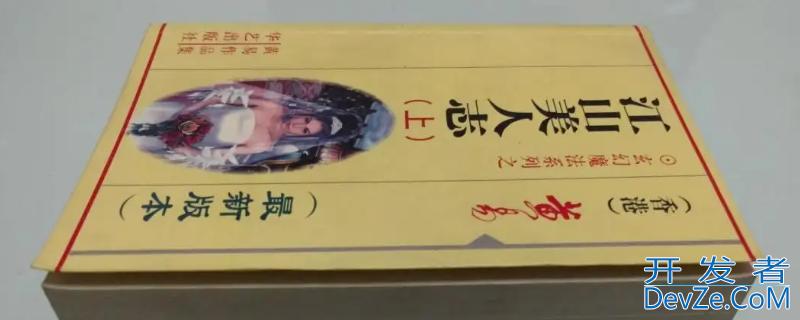 (香港)黄易
(最新版本)
⊙玄幻魔法系列之
江山美人志
(上)
黄易作品集
华艺出版社
开发者
DevZe.CoM